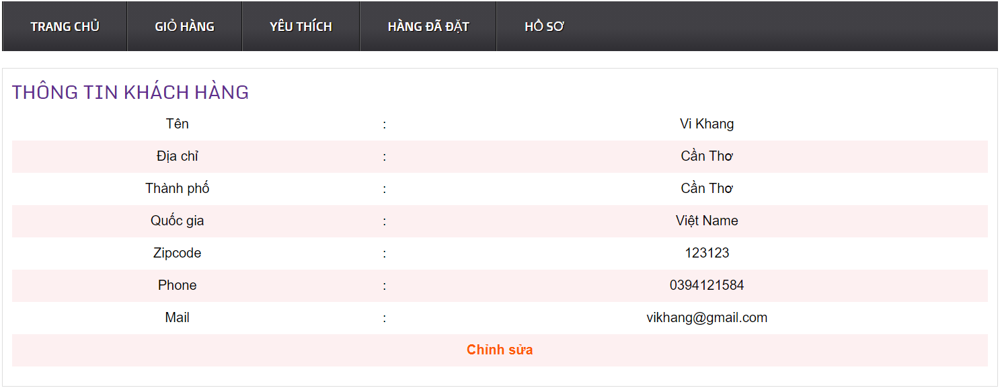 TRANG CHỦ GIỎ HÀNG YÊU THÍCH HÀNG ĐÃ ĐẶT HỒ SƠ
THÔNG TIN KHÁCH HÀNG
Tên : Vi Khang
Địa chỉ : Cần Thơ
Thành phố : Cần Thơ
Quốc gia : Việt Name
Zipcode : 123123
Phone : 0394121584
Mail : vikhang@gmail.com
Chỉnh sửa